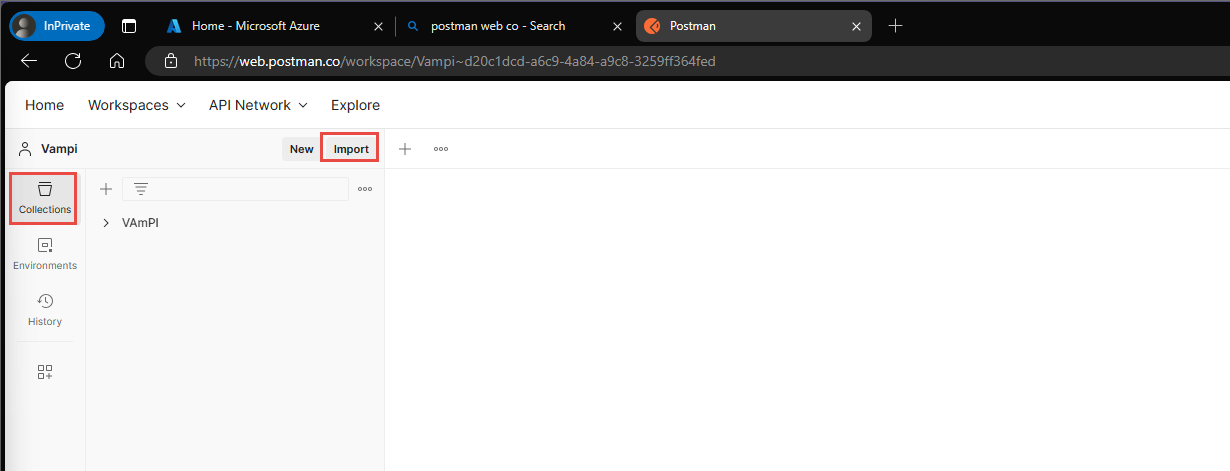 InPrivate
Home - Microsoft Azure
postman web co - Search
Postman
https://web.postman.co/workspace/Vampi~d20c1dcd-a6c9-4a84-a9c8-3259ff364fed
Home Workspaces API Network Explore
Vampi New Import
Collections
VAmPI
Environments
History